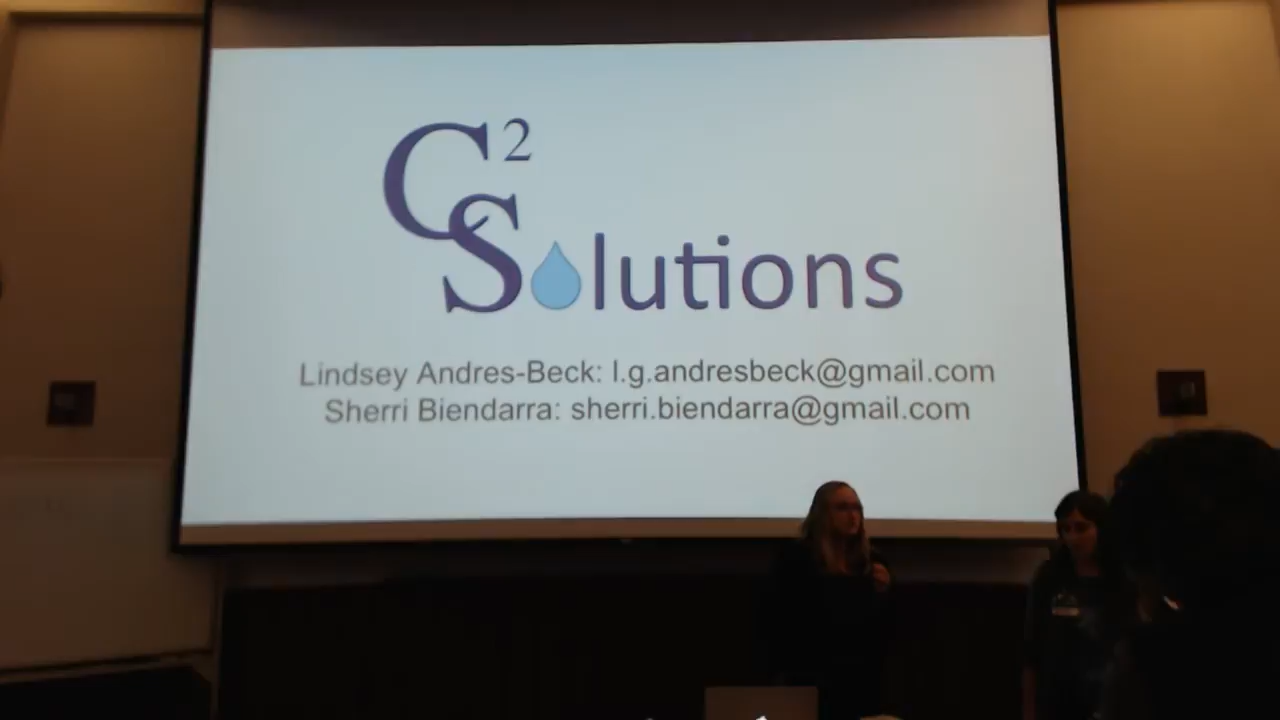 C²
Solutions
Lindsey Andres-Beck: l.g.andresbeck@gmail.com
Sherri Biendarra: sherri.biendarra@gmail.com